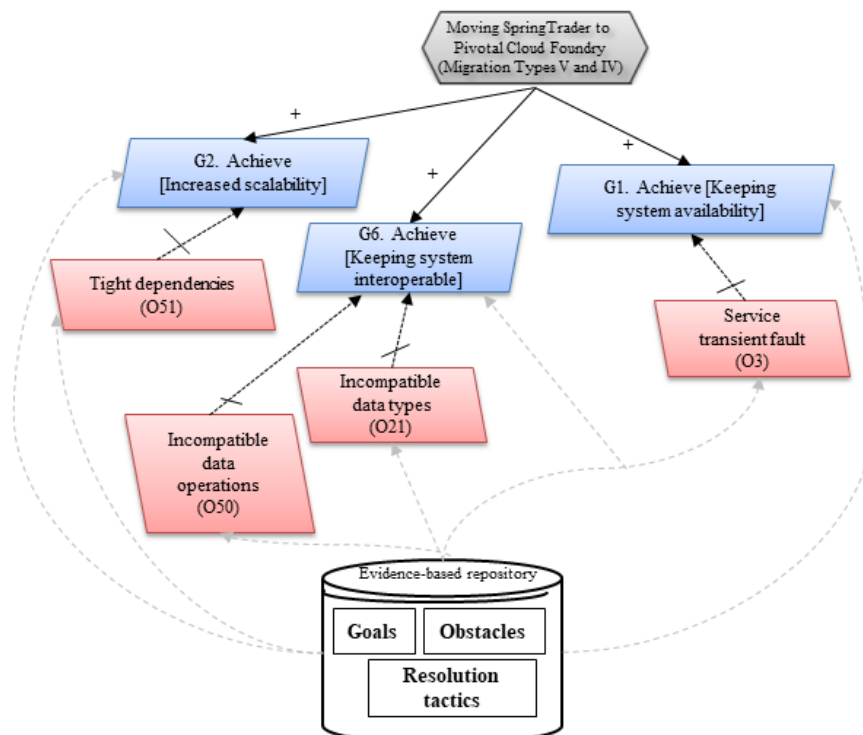 Moving SpringTrader to
Pivotal Cloud Foundry
(Migration Types V and IV)
+
+
+
G2. Achieve
[Increased scalability]
G1. Achieve [Keeping
system availability]
G6. Achieve
[Keeping system
interoperable]
Tight dependencies
(O51)
Service
transient fault
(O3)
Incompatible
data types
(O21)
Incompatible
data
operations
(O50)
Evidence-based repository
Goals
Obstacles
Resolution
tactics